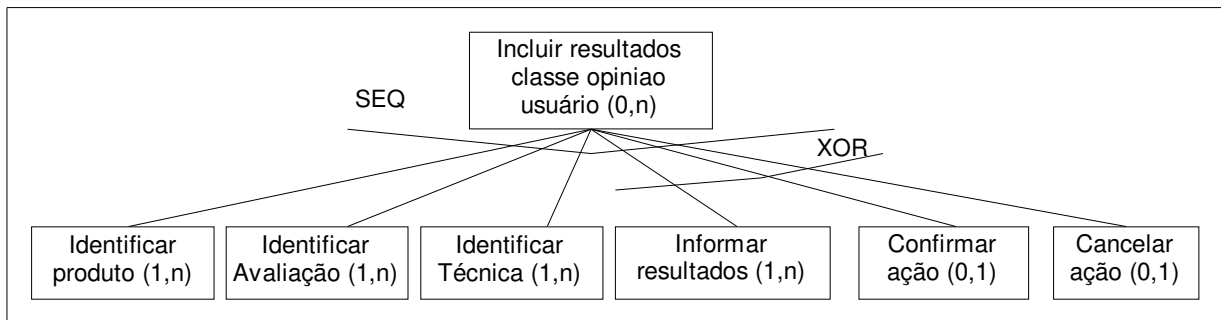 Incluir resultados
classe opiniao
usuário (0,n)
SEQ
XOR
Identificar
produto (1,n)
Identificar
Avaliação (1,n)
Identificar
Técnica (1,n)
Informar
resultados (1,n)
Confirmar
ação (0,1)
Cancelar
ação (0,1)